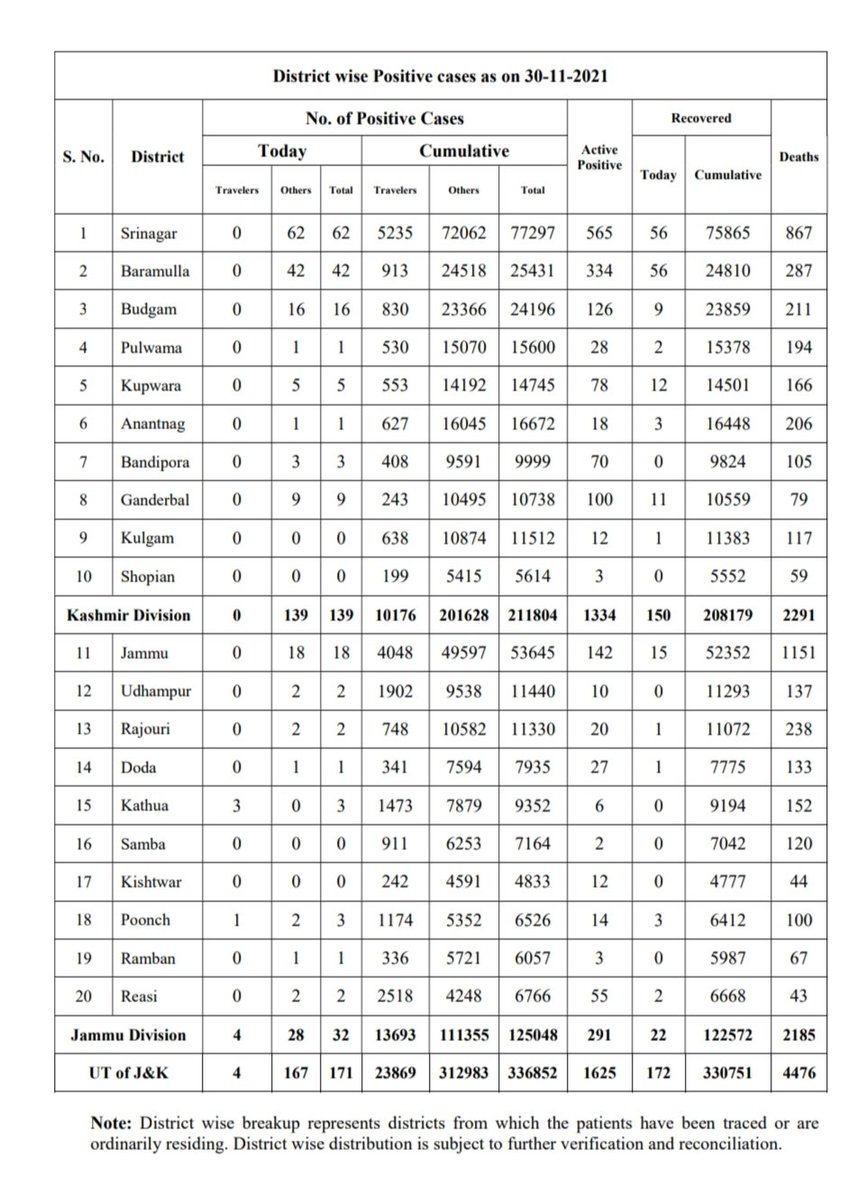 District wise Positive cases as on 30-11-2021
S. No. District No. of Positive Cases Active Positive Recovered Deaths
Today Cumulative Today Cumulative
Travelers Others Total Travelers Others Total
1 Srinagar 0 62 62 5235 72062 77297 565 56 75865 867
2 Baramulla 0 42 42 913 24518 25431 334 56 24810 287
3 Budgam 0 16 16 830 23366 24196 126 9 23859 211
4 Pulwama 0 1 1 530 15070 15600 28 2 15378 194
5 Kupwara 0 5 5 553 14192 14745 78 12 14501 166
6 Anantnag 0 1 1 627 16045 16672 18 3 16448 206
7 Bandipora 0 3 3 408 9591 9999 70 0 9824 105
8 Ganderbal 0 9 9 243 10495 10738 100 11 10559 79
9 Kulgam 0 0 0 638 10874 11512 12 1 11383 117
10 Shopian 0 0 0 199 5415 5614 3 0 5552 59
Kashmir Division 0 139 139 10176 201628 211804 1334 150 208179 2291
11 Jammu 0 18 18 4048 49597 53645 142 15 52352 1151
12 Udhampur 0 2 2 1902 9538 11440 10 0 11293 137
13 Rajouri 0 2 2 748 10582 11330 20 1 11072 238
14 Doda 0 1 1 341 7594 7935 27 1 7775 133
15 Kathua 3 0 3 1473 7879 9352 6 0 9194 152
16 Samba 0 0 0 911 6253 7164 2 0 7042 120
17 Kishtwar 0 0 0 242 4591 4833 12 0 4777 44
18 Poonch 1 2 3 1174 5352 6526 14 3 6412 100
19 Ramban 0 1 1 336 5721 6057 3 0 5987 67
20 Reasi 0 2 2 2518 4248 6766 55 2 6668 43
Jammu Division 4 28 32 13693 111355 125048 291 22 122572 2185
UT of J&K 4 167 171 23869 312983 336852 1625 172 330751 4476
Note: District wise breakup represents districts from which the patients have been traced or are
ordinarily residing. District wise distribution is subject to further verification and reconciliation.